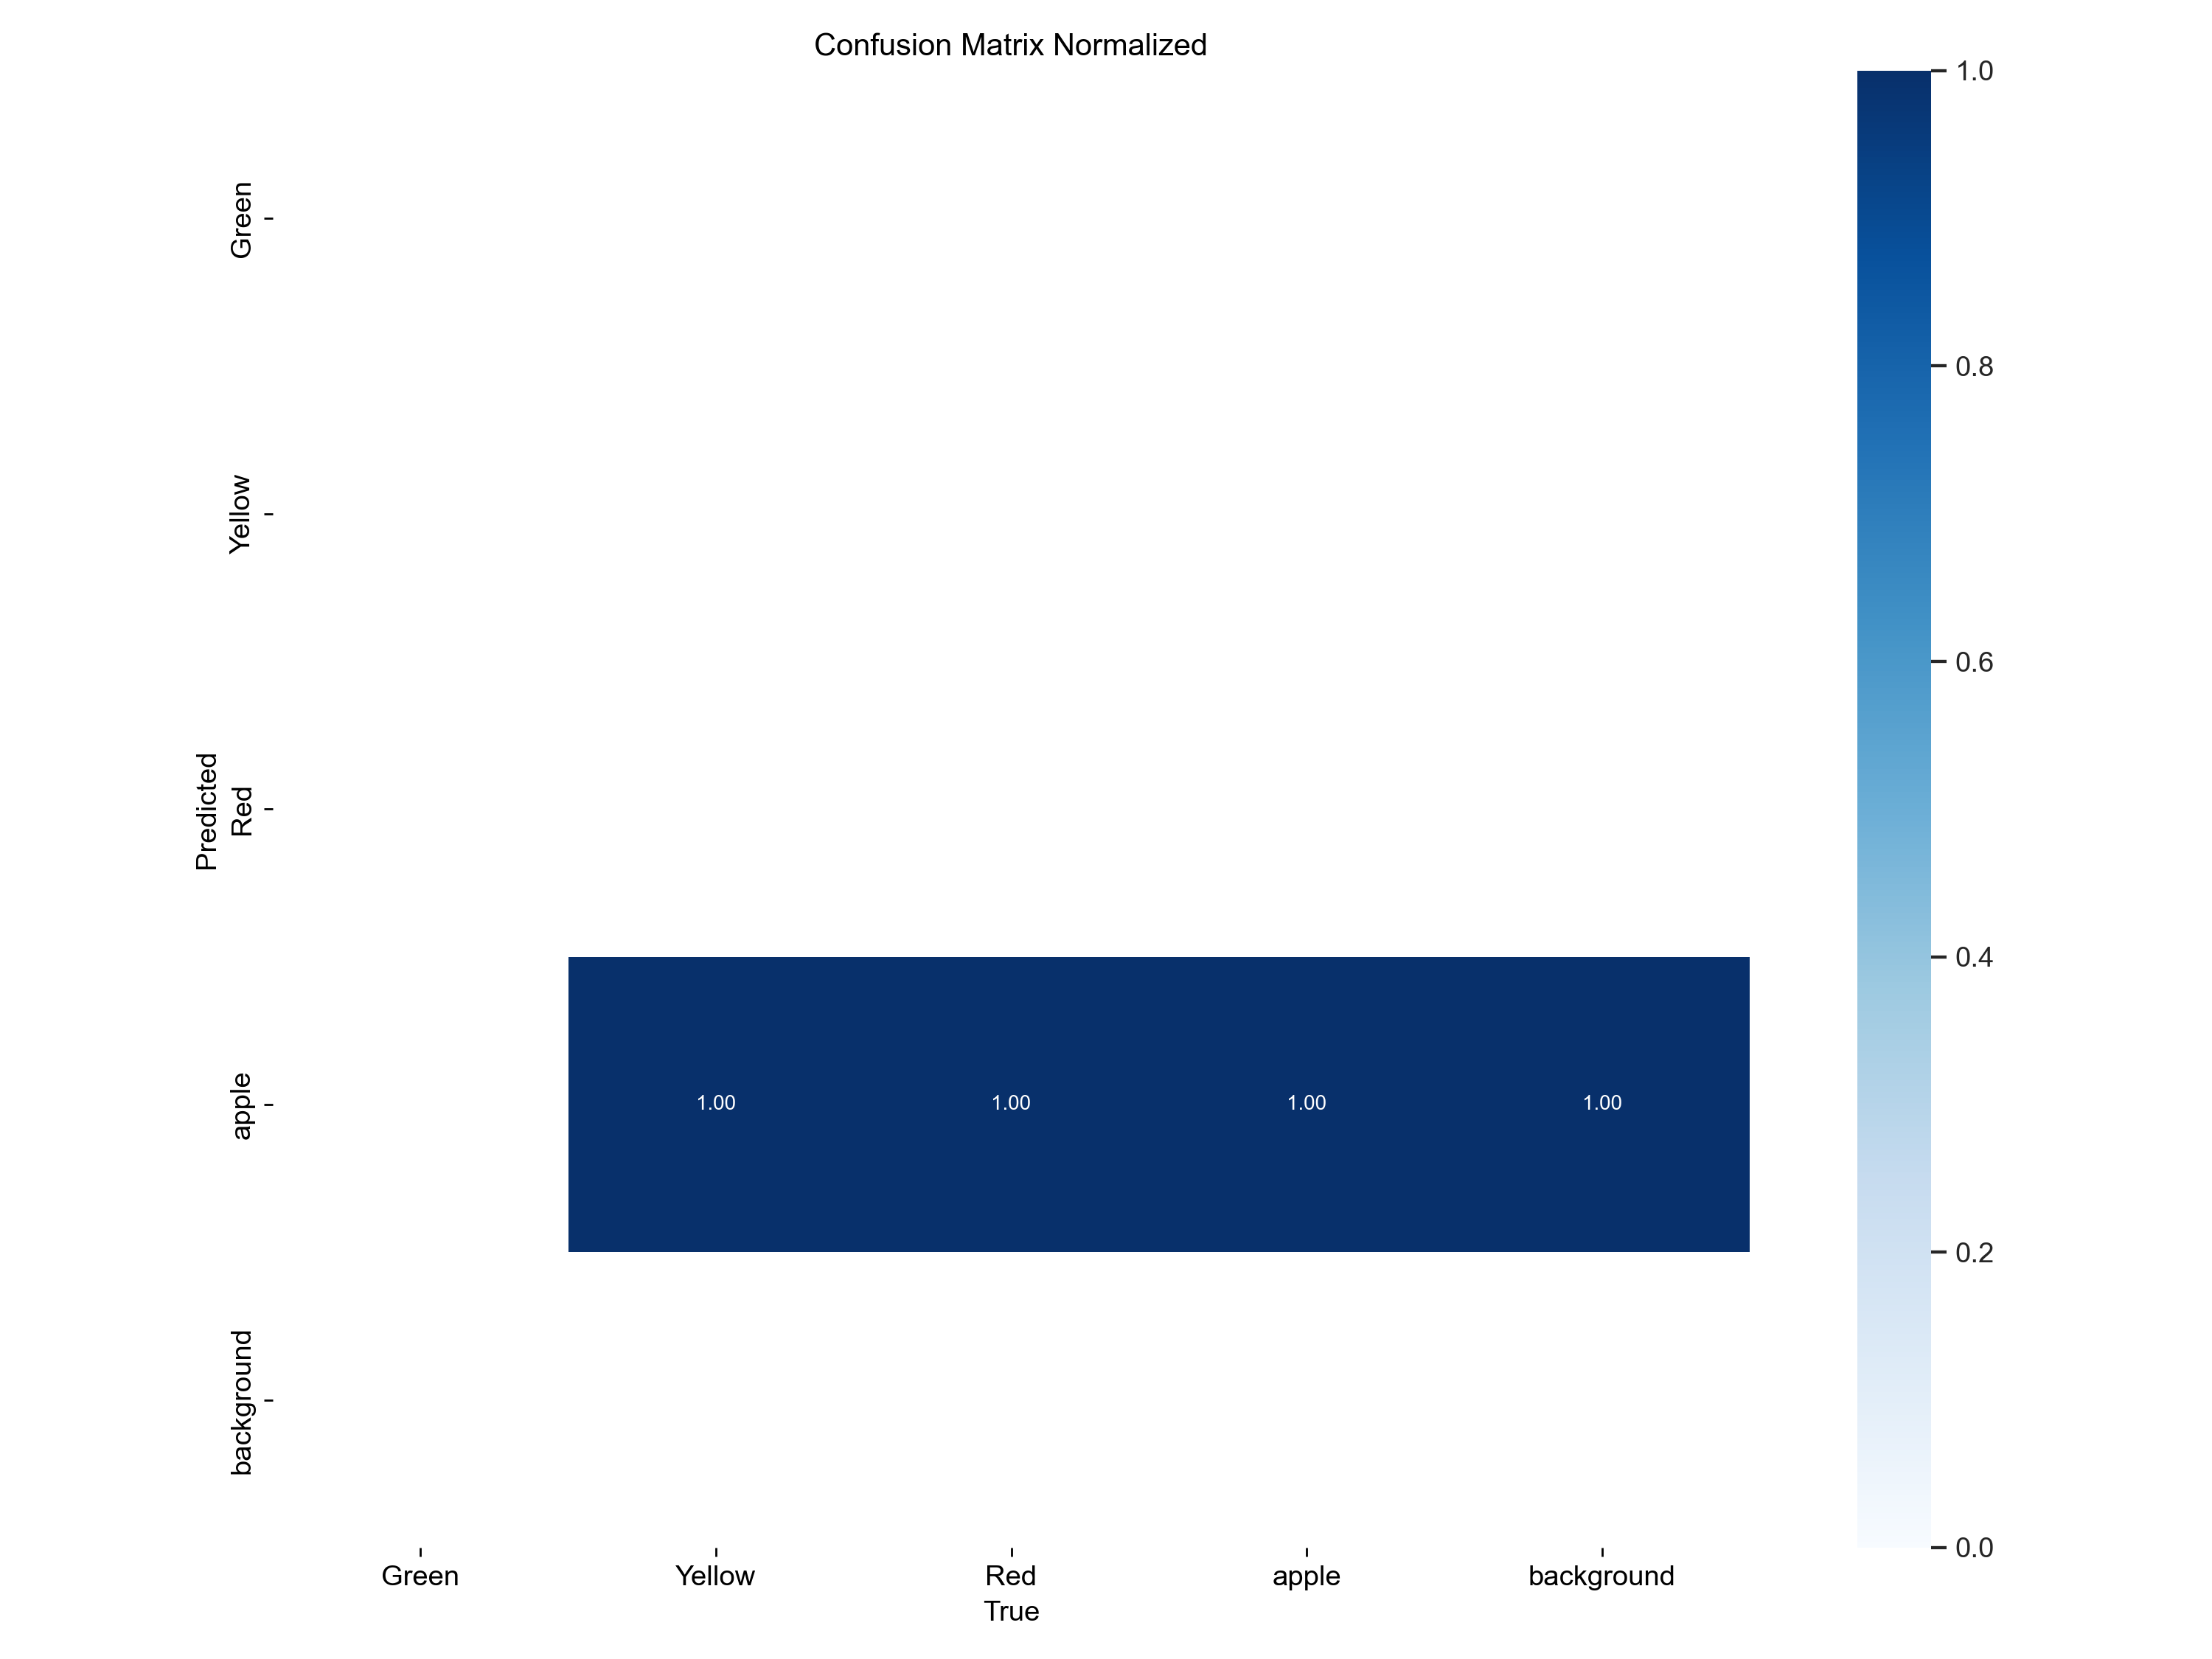 Confusion Matrix Normalized
1.0
0.8
0.6
0.4
0.2
0.0
Predicted
Green
Yellow
Red
apple
background
1.00 1.00 1.00 1.00
Green Yellow Red apple background
True